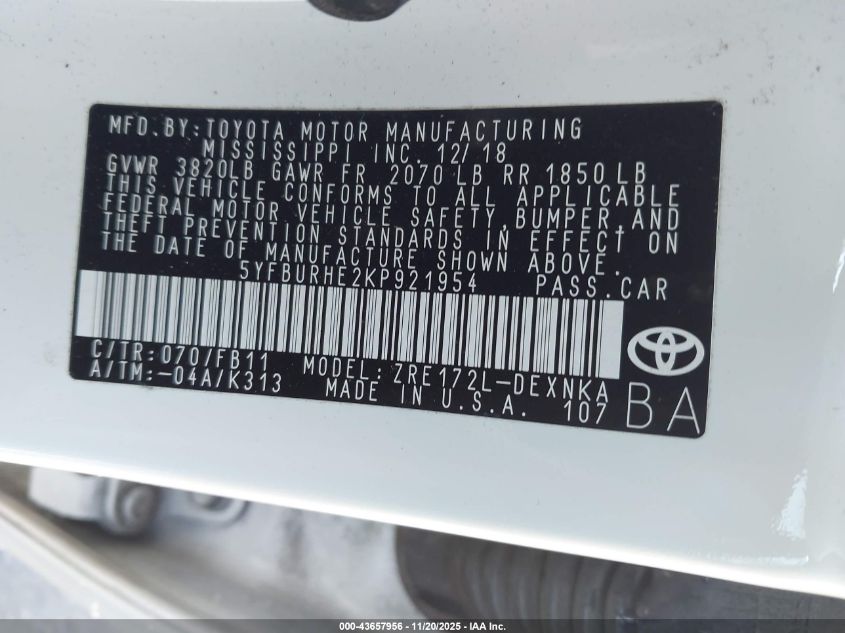 MFD.BY:TOYOTA MOTOR MANUFACTURING
MISSISSIPPI INC. 12/18
GVWR 3820LB GAWR FR 2070 LB RR 1850 LB
THIS VEHICLE CONFORMS TO ALL APPLICABLE
FEDERAL MOTOR VEHICLE SAFETY,BUMPER,AND
THEFT PREVENTION STANDARDS IN EFFECT ON
THE DATE OF MANUFACTURE SHOWN ABOVE.
5YFBURHE2KP921954 PASS.CAR
C/TR:070/FB11 MODEL:ZRE172L-DEXNKA
A/TM:-04A/K313 MADE IN U.S.A. 107 BA
000-43657956 - 11/20/2025 - IAA Inc.